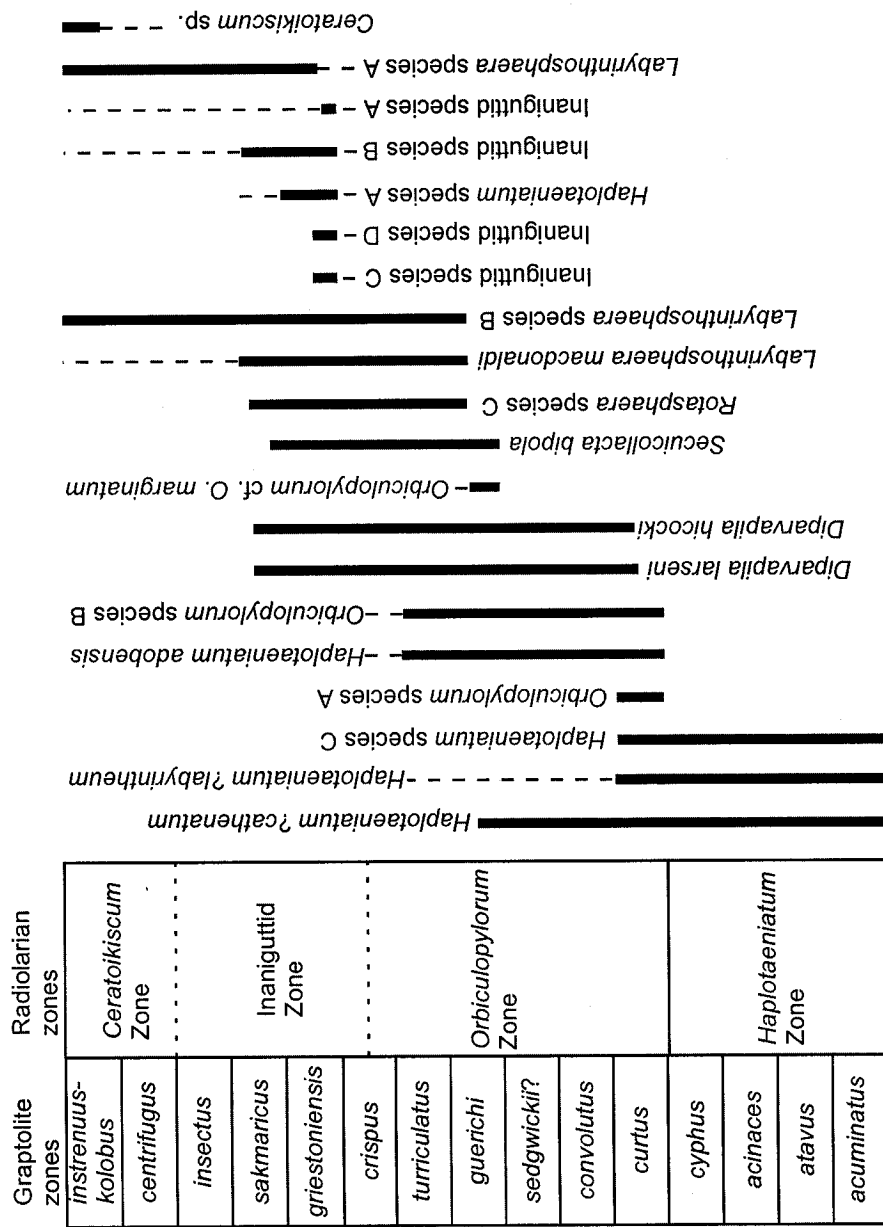 Ceratoikiscum sp.
Labyrinthosphaera species A
Inaniguttid species A
Inaniguttid species B
Haplotaeniatum species A
Inaniguttid species D
Inaniguttid species C
Labyrinthosphaera species B
Labyrinthosphaera macdonaldi
Rotasphaera species C
Secuicollacta bipola
Orbiculopylorum cf. O. marginatum
Diparvapila hicocki
Diparvapila larseni
Orbiculopylorum species B
Haplotaeniatum adobensis
Orbiculopylorum species A
Haplotaeniatum species C
Haplotaeniatum ?labyrintheum
Haplotaeniatum ?cathenatum
Radiolarian
zones
Ceratoikiscum
Zone
Inaniguttid
Zone
Orbiculopylorum
Zone
Haplotaeniatum
Zone
Graptolite
zones
instrenuus-
kolobus
centrifugus
insectus
sakmaricus
griestoniensis
crispus
turriculatus
guerichi
sedgwickii?
convolutus
curtus
cyphus
acinaces
atavus
acuminatus